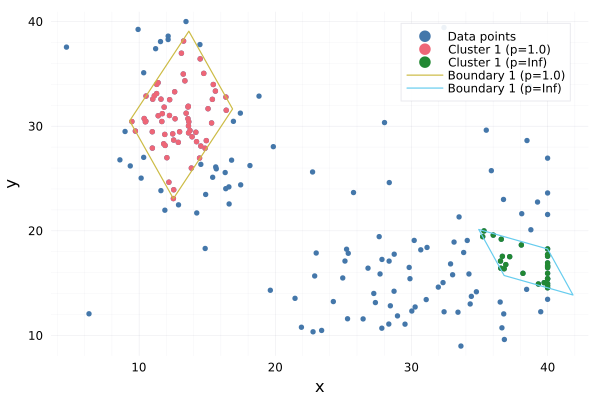 40
30
20
10
y
10
20
30
40
x
Data points
Cluster 1 (p=1.0)
Cluster 1 (p=Inf)
Boundary 1 (p=1.0)
Boundary 1 (p=Inf)